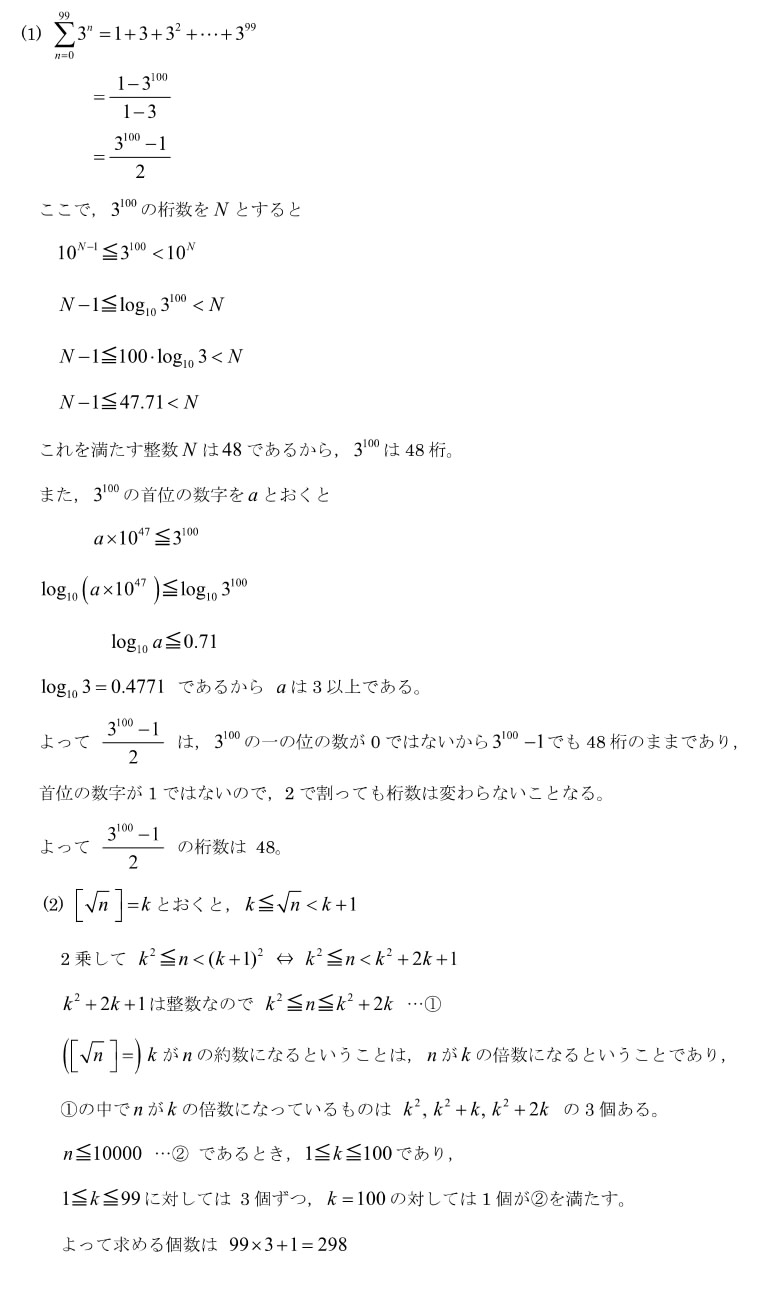 (1) $\sum_{n=0}^{99} 3^n = 1+3+3^2+\cdots+3^{99}$
$= \frac{1-3^{100}}{1-3}$
$= \frac{3^{100}-1}{2}$
ここで，$3^{100}$ の桁数を $N$ とすると
$10^{N-1} ≦ 3^{100} < 10^N$
$N-1 ≦ \log_{10} 3^{100} < N$
$N-1 ≦ 100 \cdot \log_{10} 3 < N$
$N-1 ≦ 47.71 < N$
これを満たす整数 $N$ は 48 であるから，$3^{100}$ は 48 桁。
また，$3^{100}$ の首位の数字を $a$ とおくと
$a \times 10^{47} ≦ 3^{100}$
$\log_{10} \left( a \times 10^{47} \right) ≦ \log_{10} 3^{100}$
$\log_{10} a ≦ 0.71$
$\log_{10} 3 = 0.4771$ であるから $a$ は 3 以上である。
よって $\frac{3^{100}-1}{2}$ は，$3^{100}$ の一の位の数が 0 ではないから $3^{100}-1$ でも 48 桁のままであり，
首位の数字が 1 ではないので，2 で割っても桁数は変わらないことなる。
よって $\frac{3^{100}-1}{2}$ の桁数は 48。
(2) $\left[ \sqrt{n} \right] = k$ とおくと，$k ≦ \sqrt{n} < k+1$
2 乗して $k^2 ≦ n < (k+1)^2$ ⇔ $k^2 ≦ n < k^2+2k+1$
$k^2+2k+1$ は整数なので $k^2 ≦ n ≦ k^2+2k$ …①
$\left( \left[ \sqrt{n} \right] = \right) k$ が $n$ の約数になるということは，$n$ が $k$ の倍数になるということであり，
①の中で $n$ が $k$ の倍数になっているものは $k^2, k^2+k, k^2+2k$ の 3 個ある。
$n ≦ 10000$ …② であるとき，$1 ≦ k ≦ 100$ であり，
$1 ≦ k ≦ 99$ に対しては 3 個ずつ，$k=100$ の対しては 1 個が②を満たす。
よって求める個数は $99 \times 3+1=298$